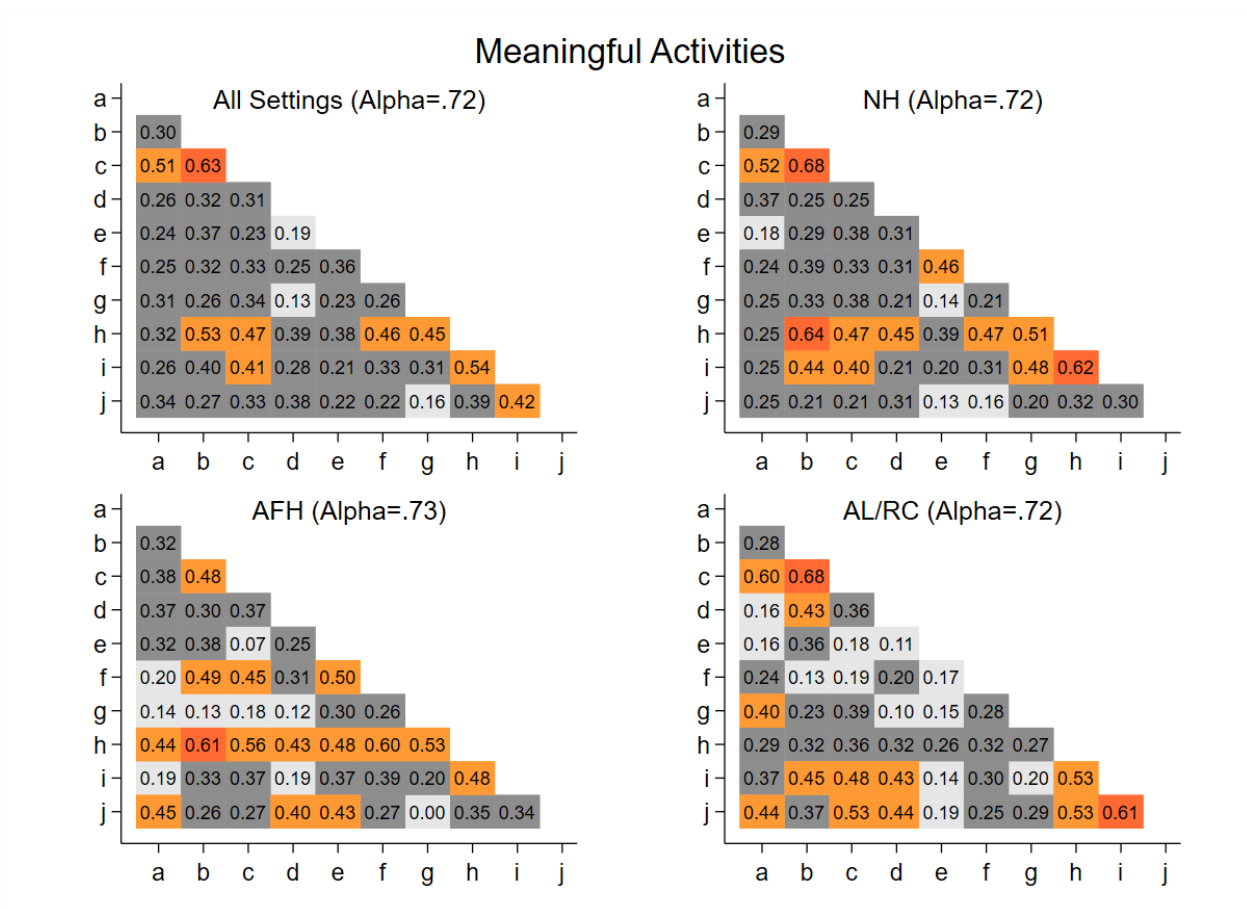 Meaningful Activities
All Settings (Alpha=.72)
a
b 0.30
c 0.51 0.63
d 0.26 0.32 0.31
e 0.24 0.37 0.23 0.19
f 0.25 0.32 0.33 0.25 0.36
g 0.31 0.26 0.34 0.13 0.23 0.26
h 0.32 0.53 0.47 0.39 0.38 0.46 0.45
i 0.26 0.40 0.41 0.28 0.21 0.33 0.31 0.54
j 0.34 0.27 0.33 0.38 0.22 0.22 0.16 0.39 0.42
a b c d e f g h i j
NH (Alpha=.72)
a
b 0.29
c 0.52 0.68
d 0.37 0.25 0.25
e 0.18 0.29 0.38 0.31
f 0.24 0.39 0.33 0.31 0.46
g 0.25 0.33 0.38 0.21 0.14 0.21
h 0.25 0.64 0.47 0.45 0.39 0.47 0.51
i 0.25 0.44 0.40 0.21 0.20 0.31 0.48 0.62
j 0.25 0.21 0.21 0.31 0.13 0.16 0.20 0.32 0.30
a b c d e f g h i j
AFH (Alpha=.73)
a
b 0.32
c 0.38 0.48
d 0.37 0.30 0.37
e 0.32 0.38 0.07 0.25
f 0.20 0.49 0.45 0.31 0.50
g 0.14 0.13 0.18 0.12 0.30 0.26
h 0.44 0.61 0.56 0.43 0.48 0.60 0.53
i 0.19 0.33 0.37 0.19 0.37 0.39 0.20 0.48
j 0.45 0.26 0.27 0.40 0.43 0.27 0.00 0.35 0.34
a b c d e f g h i j
AL/RC (Alpha=.72)
a
b 0.28
c 0.60 0.68
d 0.16 0.43 0.36
e 0.16 0.36 0.18 0.11
f 0.24 0.13 0.19 0.20 0.17
g 0.40 0.23 0.39 0.10 0.15 0.28
h 0.29 0.32 0.36 0.32 0.26 0.32 0.27
i 0.37 0.45 0.48 0.43 0.14 0.30 0.20 0.53
j 0.44 0.37 0.53 0.44 0.19 0.25 0.29 0.53 0.61
a b c d e f g h i j